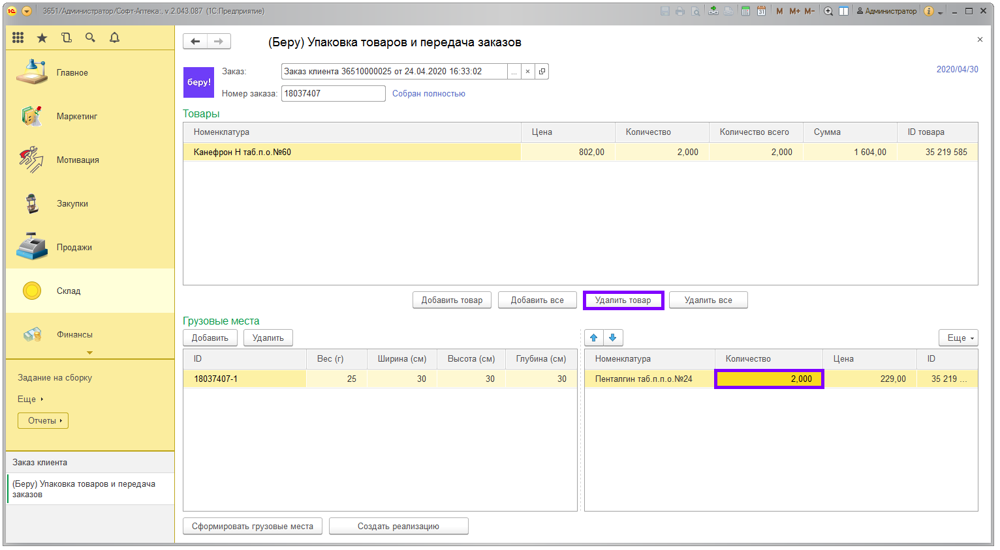 3651/Администратор/Софт-Аптека:, v.2.043.087 (1С:Предприятие)
M M+ M- Администратор
Главное
Маркетинг
Мотивация
Закупки
Продажи
Склад
Финансы
Задание на сборку
Еще
Отчеты
Заказ клиента
(Беру) Упаковка товаров и передача
заказов
(Беру) Упаковка товаров и передача заказов
беру!
Заказ: Заказ клиента 36510000025 от 24.04.2020 16:33:02 ... × 2020/04/30
Номер заказа: 18037407 Собран полностью
Товары
Номенклатура Цена Количество Количество всего Сумма ID товара
Канефрон Н таб.п.о.№60 802,00 2,000 2,000 1 604,00 35 219 585
Добавить товар Добавить все Удалить товар Удалить все
Грузовые места
Добавить Удалить Еще
ID Вес (г) Ширина (см) Высота (см) Глубина (см)
18037407-1 25 30 30 30
Номенклатура Количество Цена ID
Пенталгин таб.п.п.о.№24 2,000 229,00 35 219 ...
Сформировать грузовые места Создать реализацию